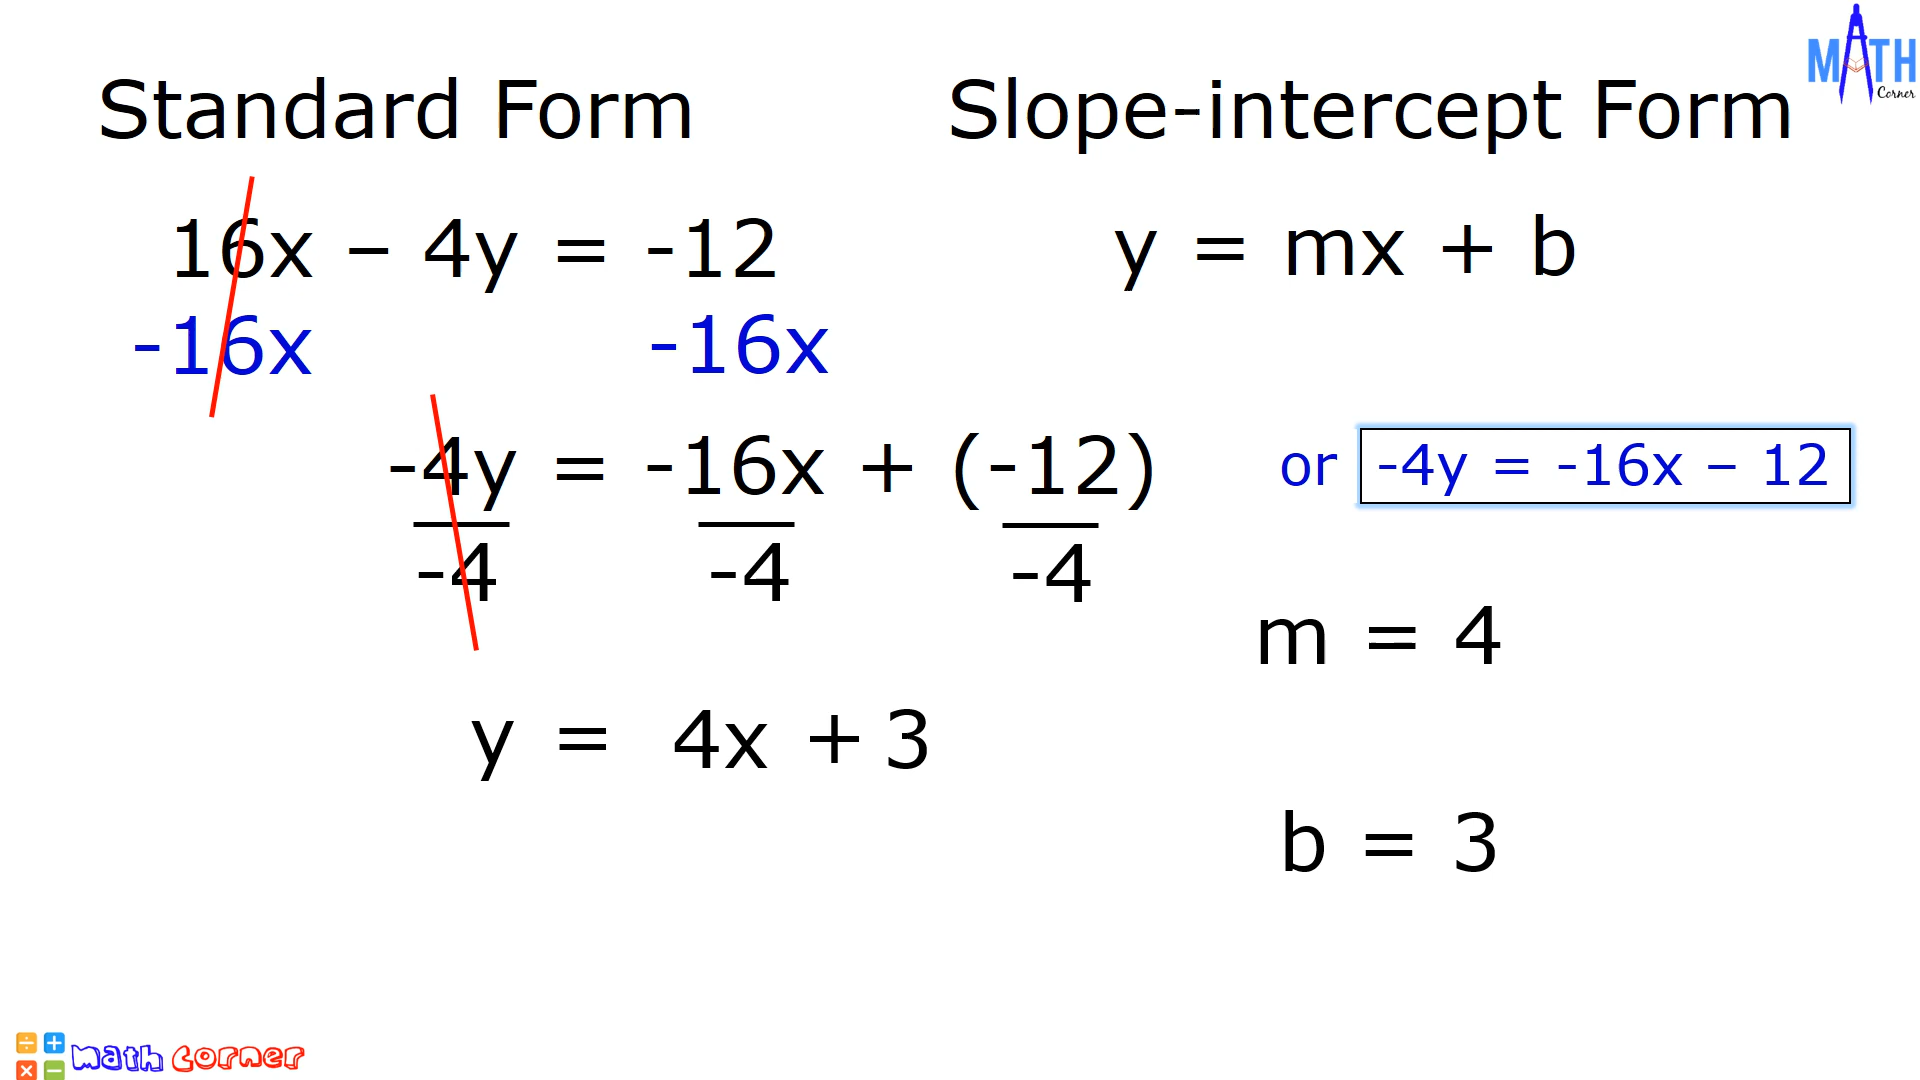 MATH
Corner
Standard Form
Slope-intercept Form
16x – 4y = -12
y = mx + b
-16x -16x
-4y = -16x + (-12)
or -4y = -16x – 12
-4 -4 -4
m = 4
y = 4x + 3
b = 3
÷ +
× −
math corner